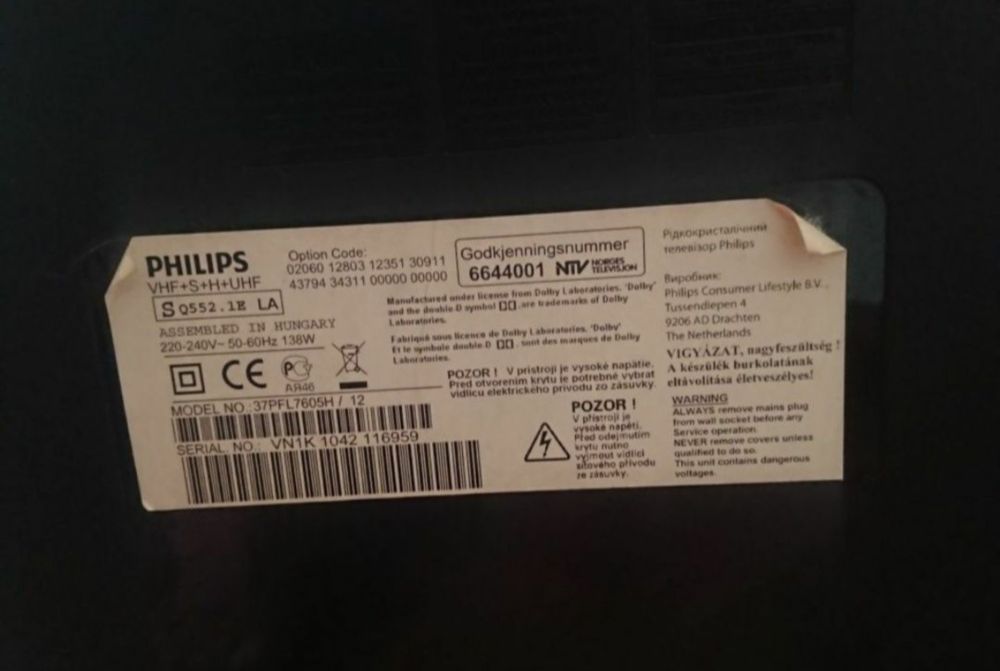 PHILIPS
VHF+S+H+UHF
S Q552.1E LA
ASSEMBLED IN HUNGARY
220-240V~ 50-60Hz 138W
CE
АЯ46
MODEL NO.:37PFL7605H / 12
SERIAL NO.: VN1K 1042 116959
Option Code:
02060 12803 12351 30911
43794 34311 00000 00000
Godkjenningsnummer
6644001 NTV NORGES
TELEVISJON
Manufactured under license from Dolby Laboratories. 'Dolby'
and the double-D symbol are trademarks of Dolby
Laboratories.
Fabriqué sous licence de Dolby Laboratories. 'Dolby'
Et le symbole double-D sont des marques de Dolby
Laboratories.
POZOR ! V prístroji je vysoké napätie.
Pred otvorením krytu je potrebné vybrat
vidlicu elektrického prívodu zo zásuvky.
POZOR !
V přístroji je
vysoké napětí.
Před odejmutím
krytu nutno
vyjmout vidlici
síťového přívodu
ze zásuvky.
Рідкокристалічний
телевізор Philips
Виробник:
Philips Consumer Lifestyle B.V.,
Tussendiepen 4
9206 AD Drachten
The Netherlands
VIGYÁZAT, nagyfeszültség !
A készülék burkolatának
eltávolítása életveszélyes!
WARNING
ALWAYS remove mains plug
from wall socket before any
Service operation.
NEVER remove covers unless
qualified to do so.
This unit contains dangerous
voltages.